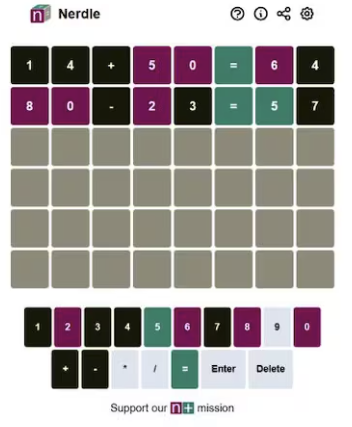 n Nerdle
1 4 + 5 0 = 6 4
8 0 - 2 3 = 5 7
1 2 3 4 5 6 7 8 9 0
+ - * / = Enter Delete
Support our n+ mission